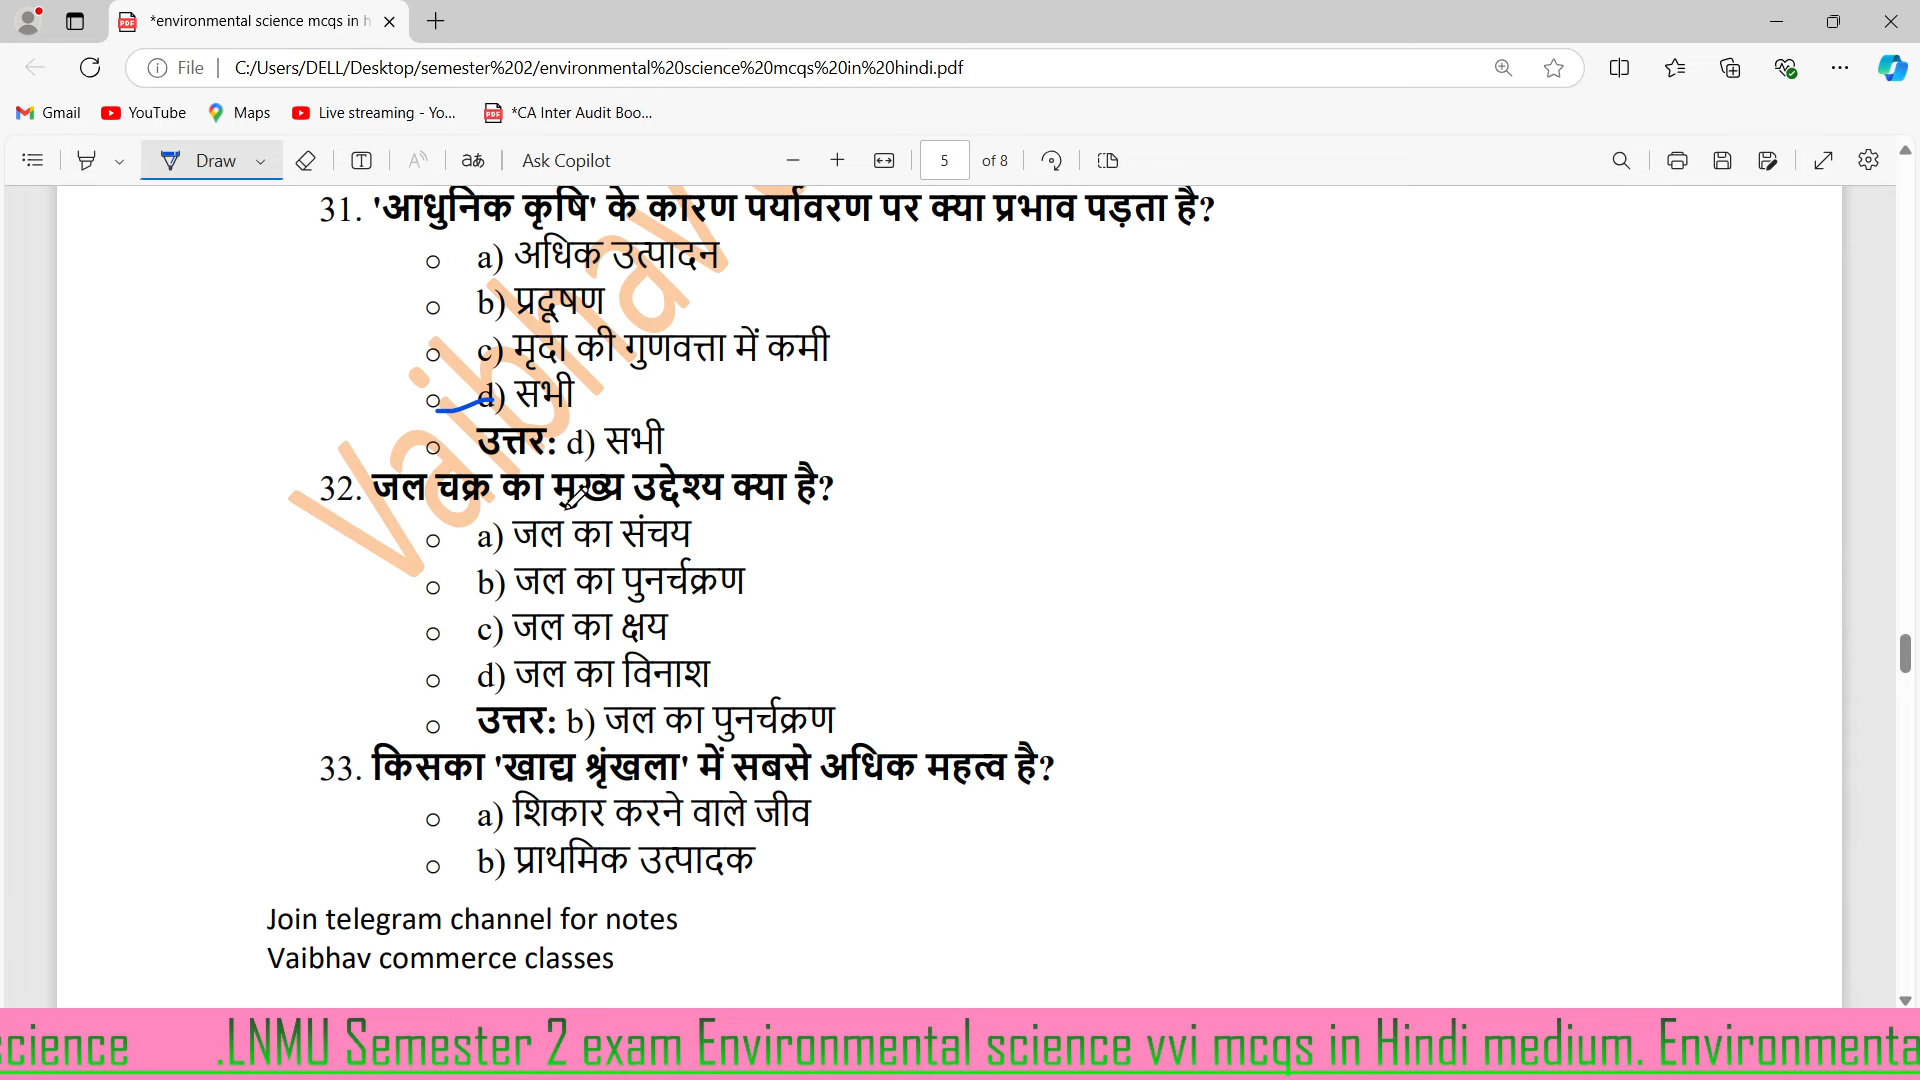 *environmental science mcqs in h
File
C:/Users/DELL/Desktop/semester%202/environmental%20science%20mcqs%20in%20hindi.pdf
Gmail YouTube Maps Live streaming - Yo... *CA Inter Audit Boo...
Draw Ask Copilot 5 of 8
31. 'आधुनिक कृषि' के कारण पर्यावरण पर क्या प्रभाव पड़ता है?
a) अधिक उत्पादन
b) प्रदूषण
c) मृदा की गुणवत्ता में कमी
d) सभी
उत्तर: d) सभी
32. जल चक्र का मुख्य उद्देश्य क्या है?
a) जल का संचय
b) जल का पुनर्चक्रण
c) जल का क्षय
d) जल का विनाश
उत्तर: b) जल का पुनर्चक्रण
33. किसका 'खाद्य श्रृंखला' में सबसे अधिक महत्व है?
a) शिकार करने वाले जीव
b) प्राथमिक उत्पादक
Vaibhav
Join telegram channel for notes
Vaibhav commerce classes
cience .LNMU Semester 2 exam Environmental science vvi mcqs in Hindi medium. Environmenta